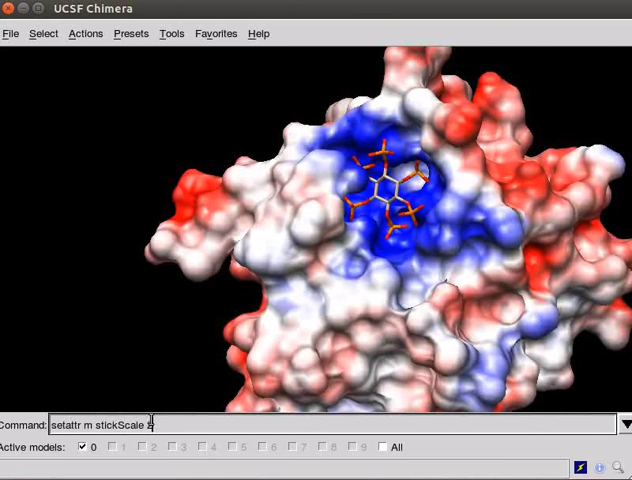 UCSF Chimera
File Select Actions Presets Tools Favorites Help
Command: setattr m stickScale
Active models: 0 1 2 3 4 5 6 7 8 9 All